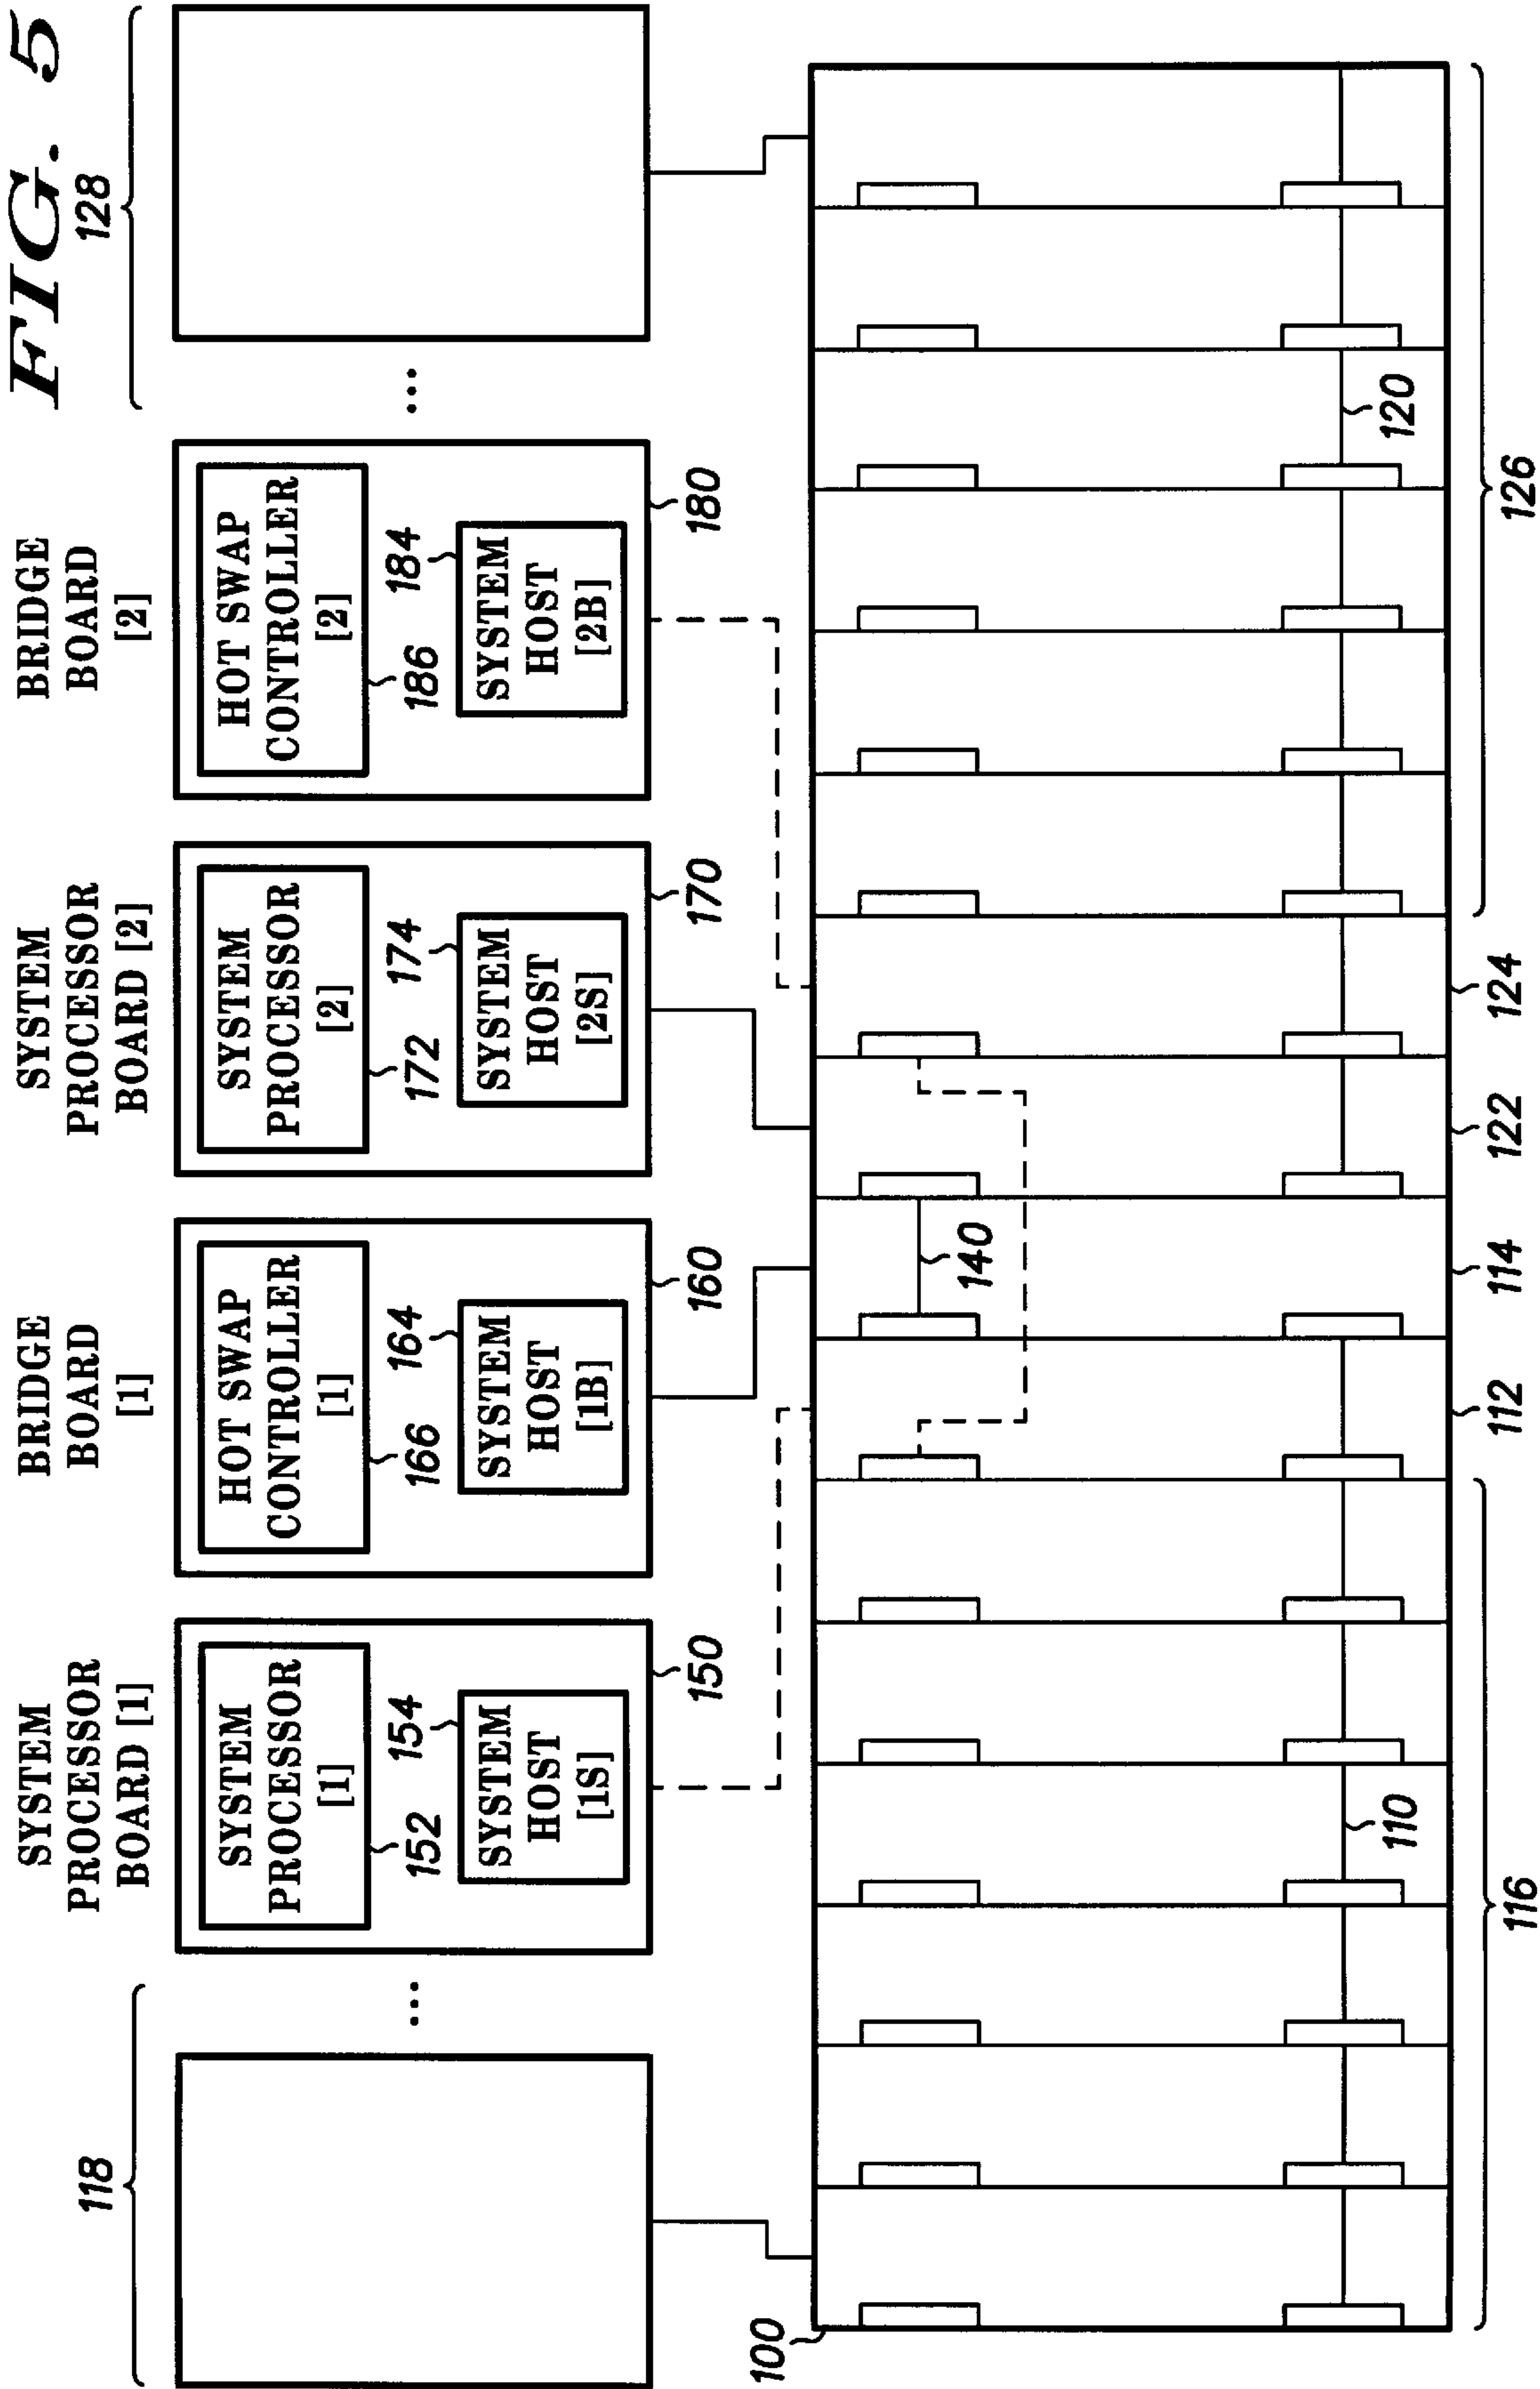 FIG. 5
118
128
SYSTEM
PROCESSOR
BOARD [1]
BRIDGE
BOARD
[1]
SYSTEM
PROCESSOR
BOARD [2]
BRIDGE
BOARD
[2]
SYSTEM
PROCESSOR
[1]
152
154
SYSTEM
HOST
[1S]
150
HOT SWAP
CONTROLLER
[1]
166
164
SYSTEM
HOST
[1B]
160
SYSTEM
PROCESSOR
[2]
172
174
SYSTEM
HOST
[2S]
170
HOT SWAP
CONTROLLER
[2]
186
184
SYSTEM
HOST
[2B]
180
100
140
110
120
116
112
114
122
124
126
...
...